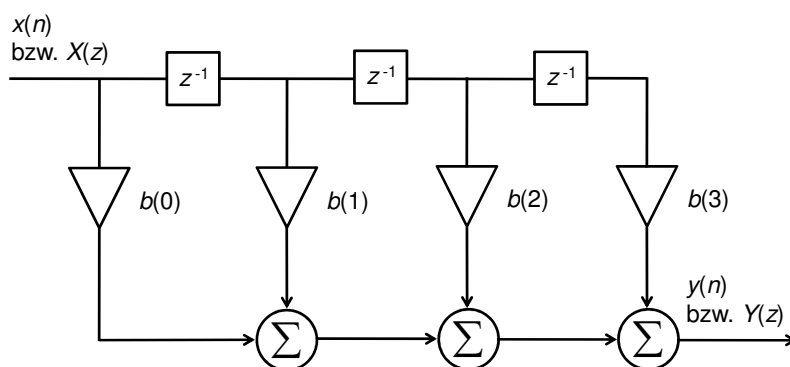 x(n)
bzw. X(z)
z⁻¹
z⁻¹
z⁻¹
b(0)
b(1)
b(2)
b(3)
y(n)
bzw. Y(z)
Σ
Σ
Σ